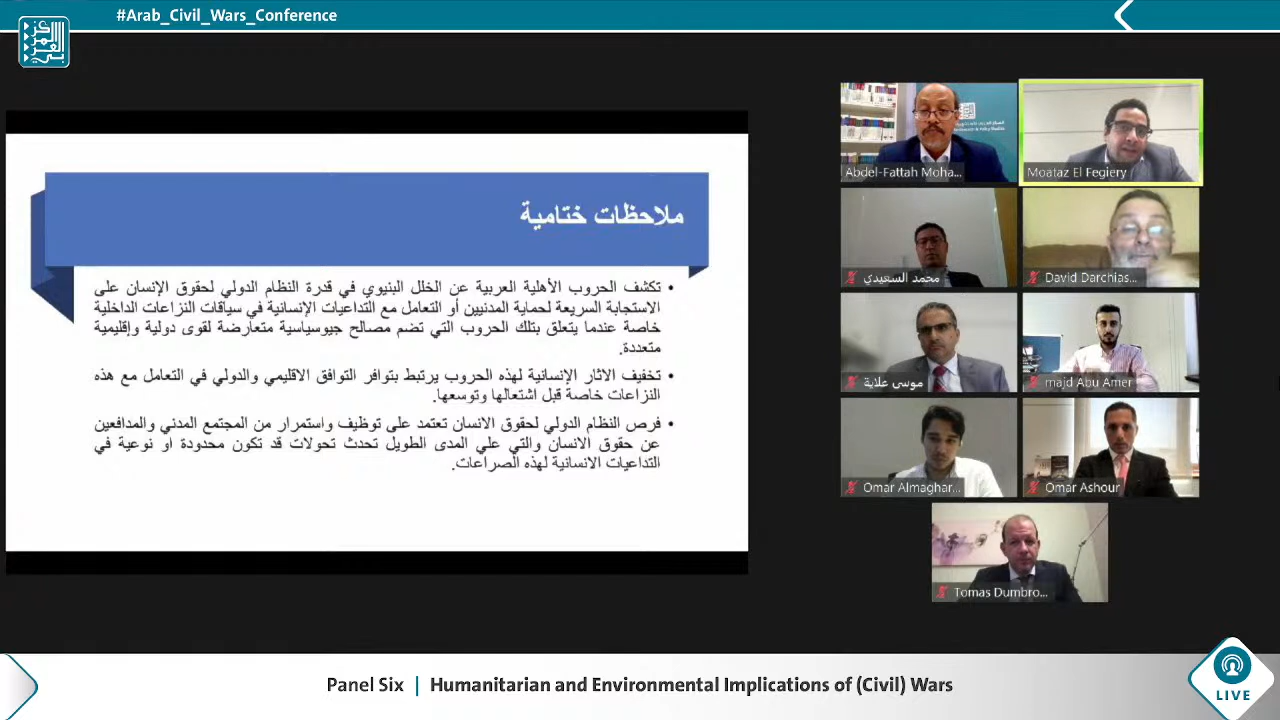 #Arab_Civil_Wars_Conference
ملاحظات ختامية
• تكشف الحروب الأهلية العربية عن الخلل البنيوي في قدرة النظام الدولي لحقوق الإنسان على
الاستجابة السريعة لحماية المدنيين أو التعامل مع التداعيات الإنسانية في سياقات النزاعات الداخلية
خاصة عندما يتعلق بتلك الحروب التي تضم مصالح جيوسياسية متعارضة لقوى دولية وإقليمية
متعددة.
• تخفيف الاثار الإنسانية لهذه الحروب يرتبط بتوافر التوافق الاقليمي والدولي في التعامل مع هذه
النزاعات خاصة قبل اشتعالها وتوسعها.
• فرص النظام الدولي لحقوق الانسان تعتمد على توظيف واستمرار من المجتمع المدني والمدافعين
عن حقوق الانسان والتي علي المدى الطويل تحدث تحولات قد تكون محدودة او نوعية في
التداعيات الانسانية لهذه الصراعات.
Abdel-Fattah Moha...
Moataz El Fegiery
محمد السعيدي
David Darchias...
موسى علاية
majd Abu Amer
Omar Almaghar...
Omar Ashour
Tomas Dumbro...
Panel Six | Humanitarian and Environmental Implications of (Civil) Wars
LIVE